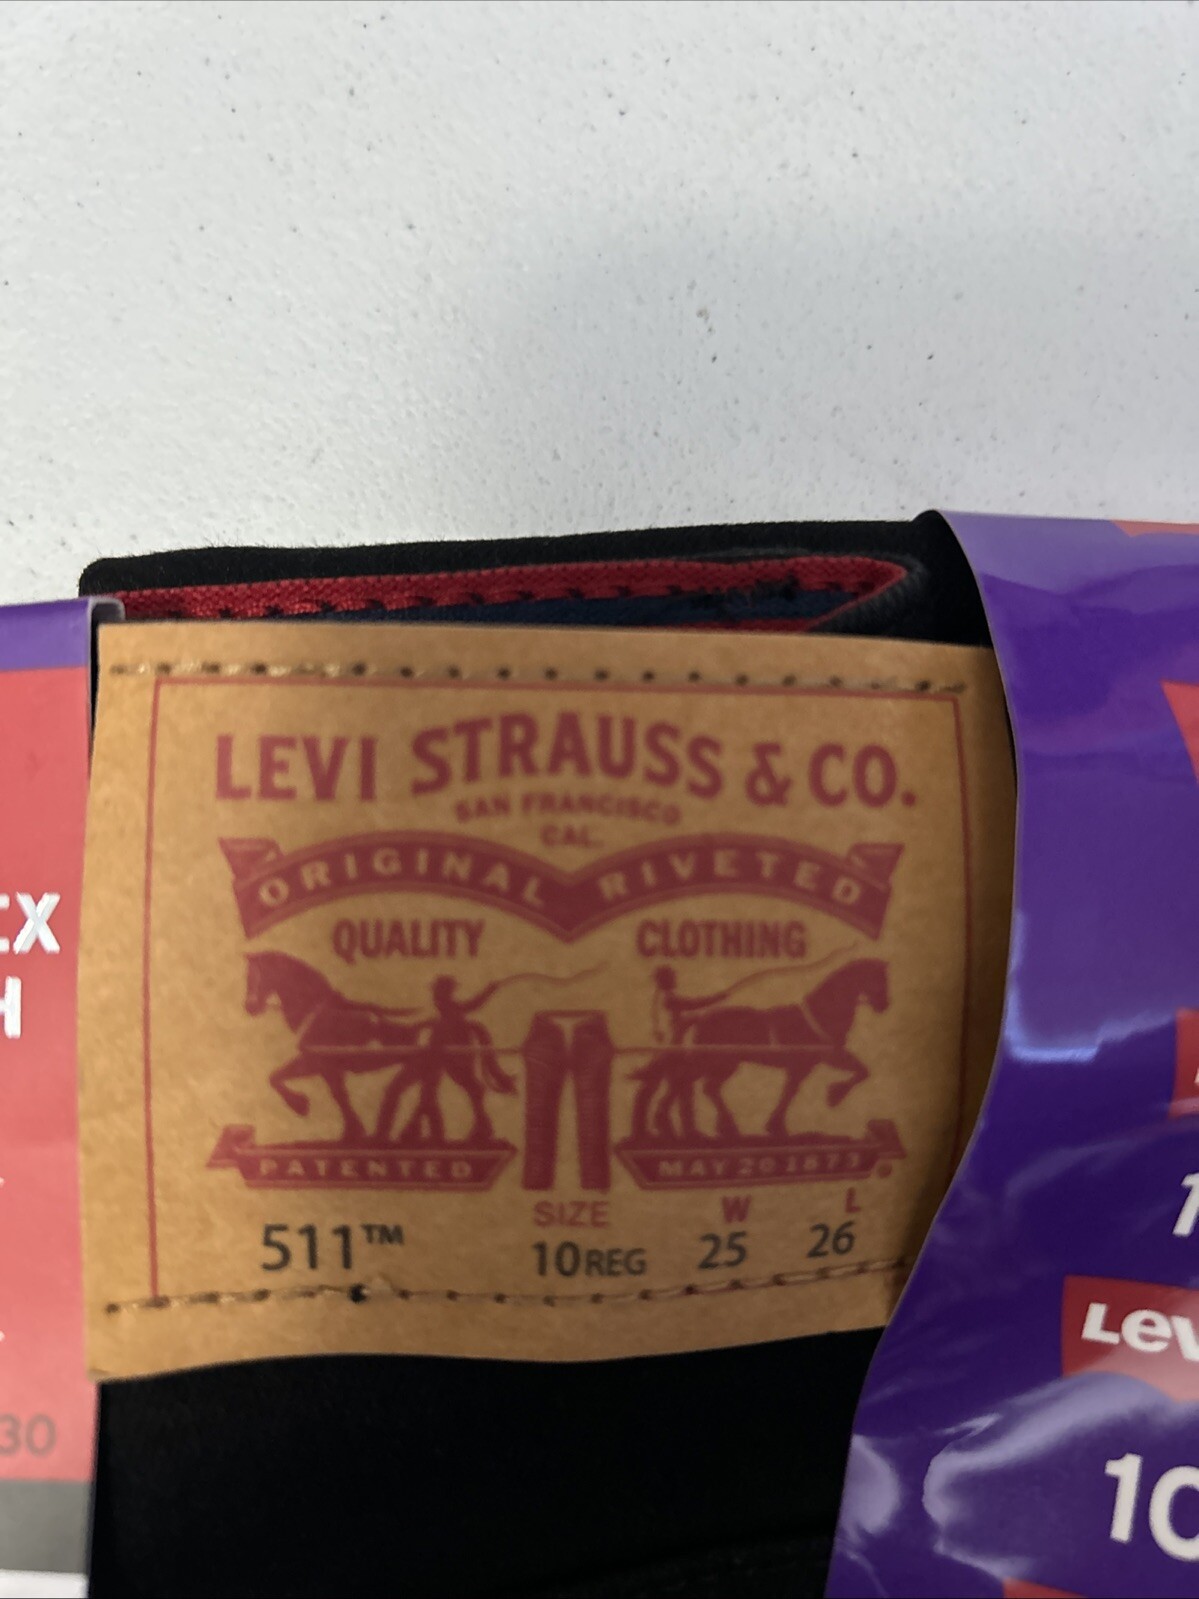 LEVI STRAUSS & CO.
SAN FRANCISCO
CAL.
ORIGINAL RIVETED
QUALITY CLOTHING
PATENTED MAY 20 1873
SIZE W L
511™ 10REG 25 26
EX
H
30
Lev
10